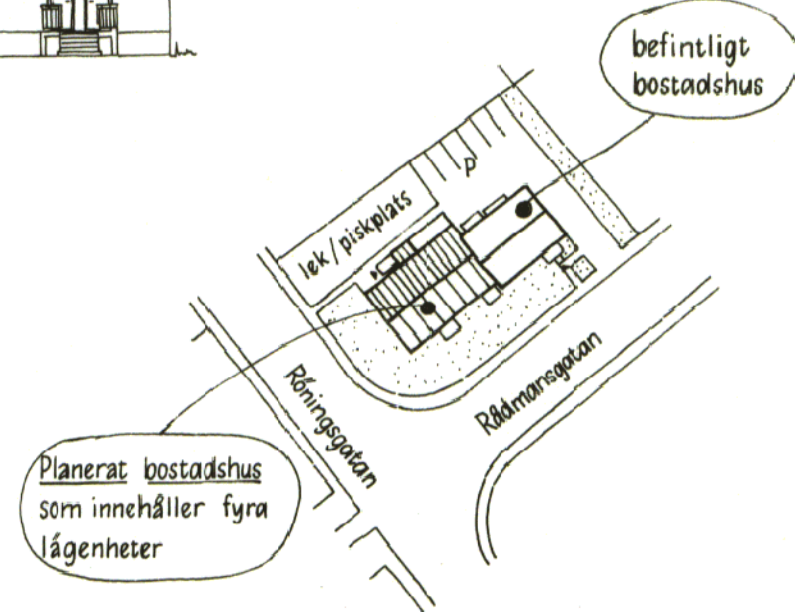 befintligt
bostadshus
P
lek/piskplats
Röningsgatan
Rådmansgatan
Planerat bostadshus
som innehåller fyra
lägenheter